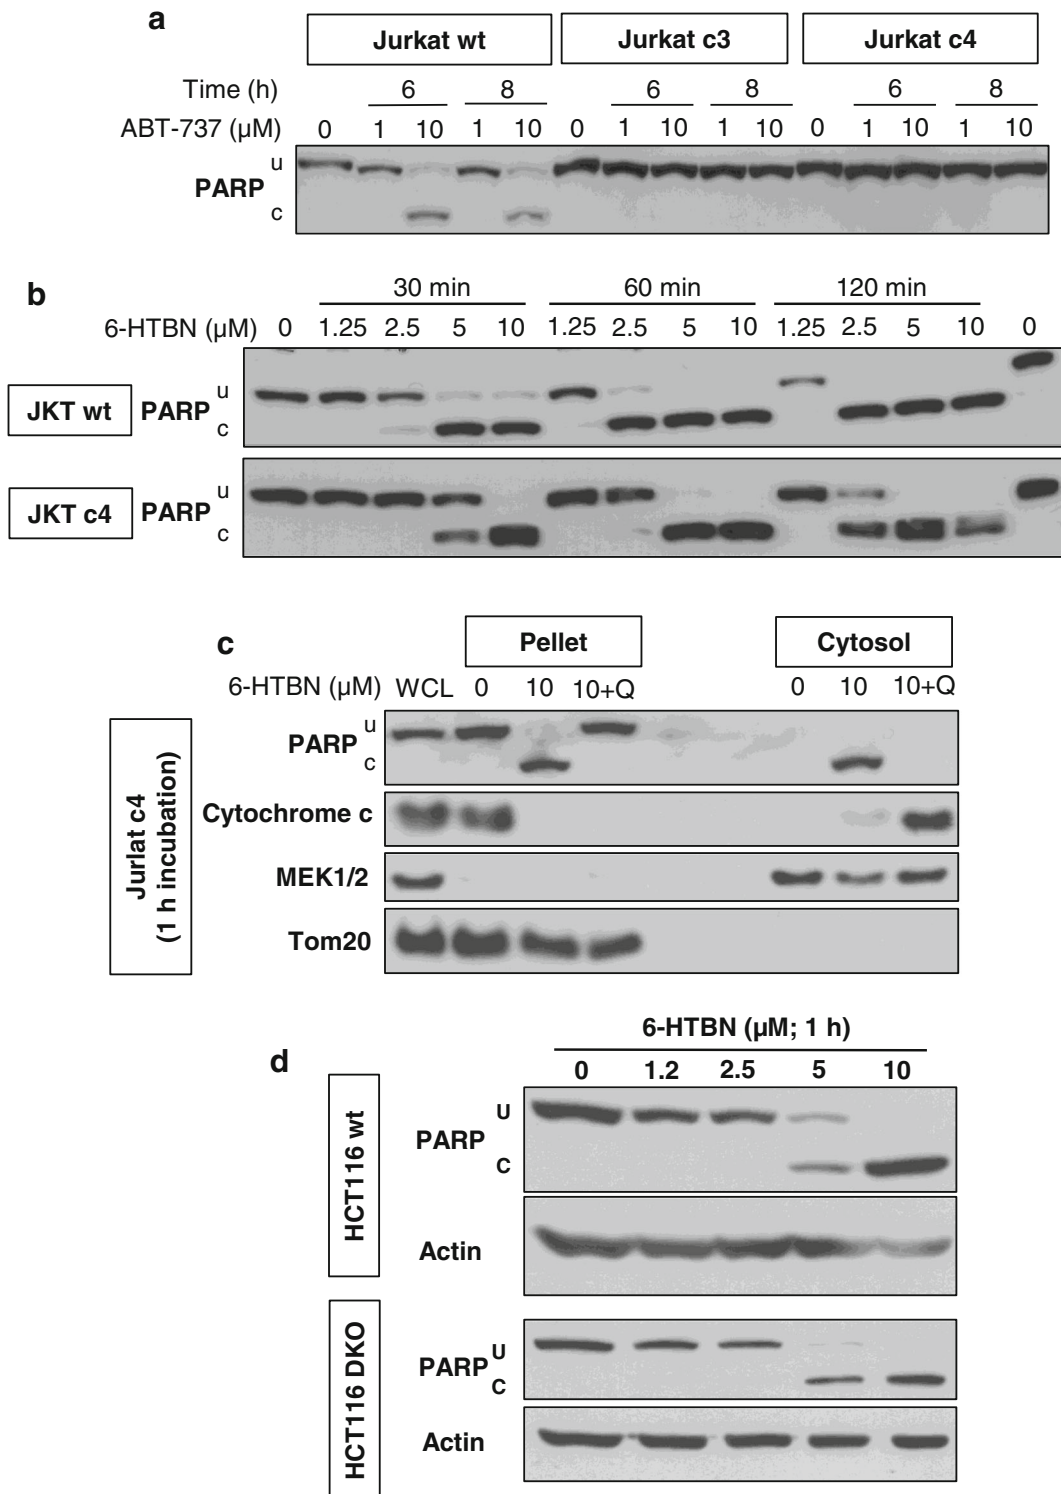 a
Jurkat wt Jurkat c3 Jurkat c4
Time (h) 6 8 6 8 6 8
ABT-737 (µM) 0 1 10 1 10 0 1 10 1 10 0 1 10 1 10
u
PARP
c
b
30 min 60 min 120 min
6-HTBN (µM) 0 1.25 2.5 5 10 1.25 2.5 5 10 1.25 2.5 5 10 0
JKT wt PARP u
c
JKT c4 PARP u
c
c
Pellet Cytosol
6-HTBN (µM) WCL 0 10 10+Q 0 10 10+Q
Jurlat c4
(1 h incubation)
PARP u
c
Cytochrome c
MEK1/2
Tom20
d
6-HTBN (µM; 1 h)
0 1.2 2.5 5 10
HCT116 wt
U
PARP
C
Actin
HCT116 DKO
PARP U
C
Actin